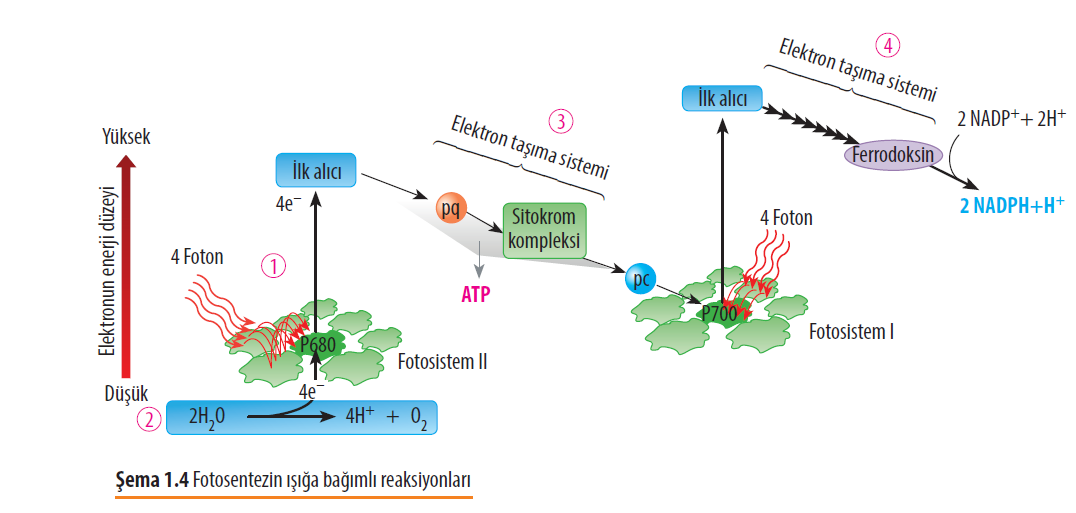 Yüksek
Elektronun enerji düzeyi
Düşük
4 Foton
1
İlk alıcı
4e⁻
P680
Fotosistem II
4e⁻
2
2H₂0 4H⁺ + 0₂
3
Elektron taşıma sistemi
pq
Sitokrom
kompleksi
ATP
pc
4
Elektron taşıma sistemi
İlk alıcı
Ferrodoksin
2 NADP⁺+ 2H⁺
2 NADPH+H⁺
4 Foton
P700
Fotosistem I
Şema 1.4 Fotosentezin ışığa bağımlı reaksiyonları